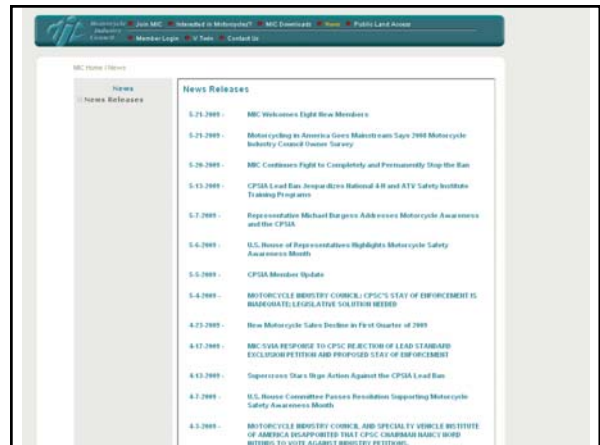 Motorcycle Industry Council
Join MIC Interested in Motorcycles? MIC Downloads News Public Land Access
Member Login V Twin Contact Us
MIC Home / News
News
News Releases
News Releases
5-21-2009 - MIC Welcomes Eight New Members
5-21-2009 - Motorcycling in America Goes Mainstream Says 2008 Motorcycle
Industry Council Owner Survey
5-20-2009 - MIC Continues Fight to Completely and Permanently Stop the Ban
5-13-2009 - CPSIA Lead Ban Jeopardizes National 4-H and ATV Safety Institute
Training Programs
5-7-2009 - Representative Michael Burgess Addresses Motorcycle Awareness
and the CPSIA
5-6-2009 - U.S. House of Representatives Highlights Motorcycle Safety
Awareness Month
5-5-2009 - CPSIA Member Update
5-4-2009 - MOTORCYCLE INDUSTRY COUNCIL: CPSC'S STAY OF ENFORCEMENT IS
INADEQUATE; LEGISLATIVE SOLUTION NEEDED
4-23-2009 - New Motorcycle Sales Decline in First Quarter of 2009
4-17-2009 - MIC/SVIA RESPONSE TO CPSC REJECTION OF LEAD STANDARD
EXCLUSION PETITION AND PROPOSED STAY OF ENFORCEMENT
4-13-2009 - Supercross Stars Urge Action Against the CPSIA Lead Ban
4-7-2009 - U.S. House Committee Passes Resolution Supporting Motorcycle
Safety Awareness Month
4-3-2009 - MOTORCYCLE INDUSTRY COUNCIL AND SPECIALTY VEHICLE INSTITUTE
OF AMERICA DISAPPOINTED THAT CPSC CHAIRMAN NANCY NORD
INTENDS TO VOTE AGAINST INDUSTRY PETITIONS.